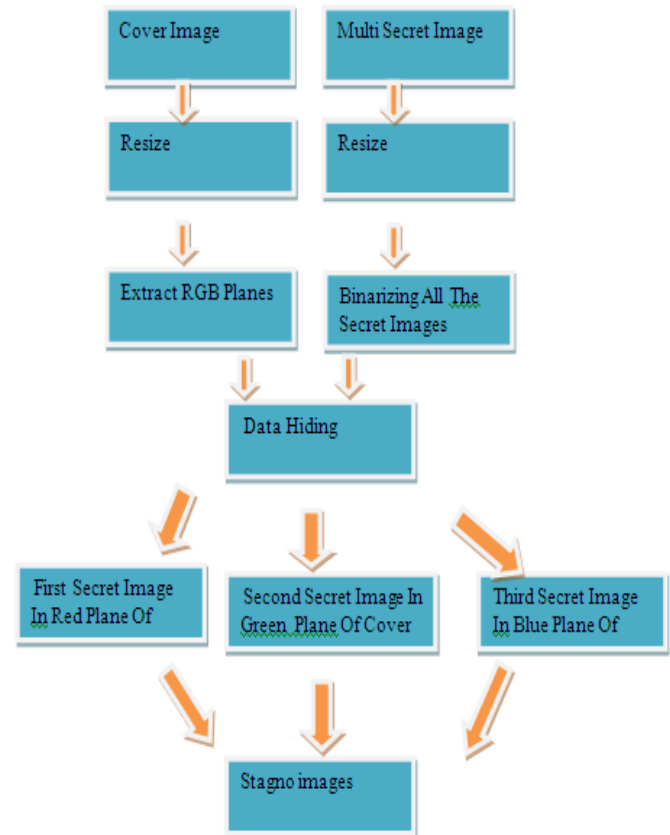 Cover Image
Multi Secret Image
Resize
Resize
Extract RGB Planes
Binarizing All The
Secret Images
Data Hiding
First Secret Image
In Red Plane Of
Second Secret Image In
Green Plane Of Cover
Third Secret Image
In Blue Plane Of
Stagno images